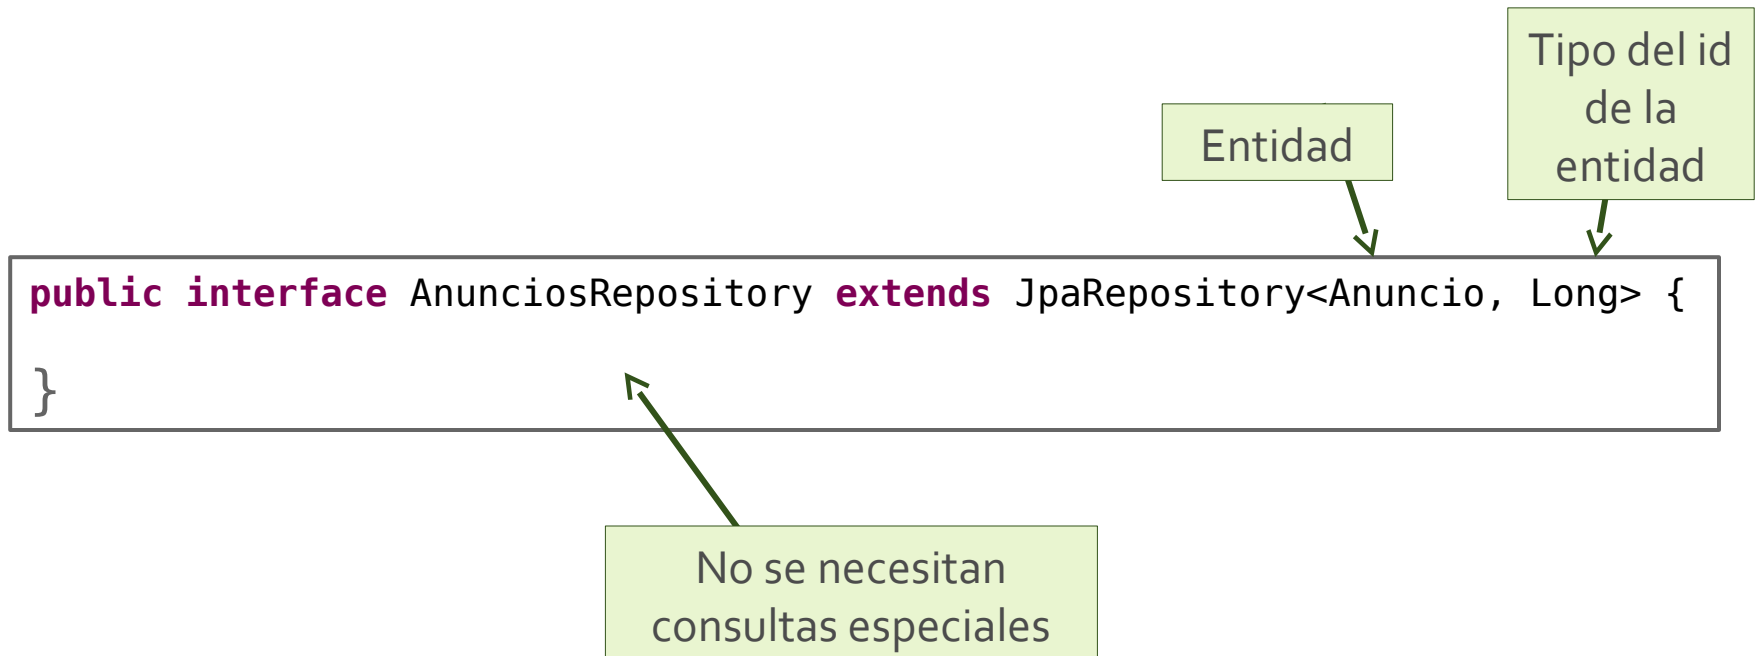 Tipo del id
de la
entidad
Entidad
public interface AnunciosRepository extends JpaRepository<Anuncio, Long> {
}
No se necesitan
consultas especiales